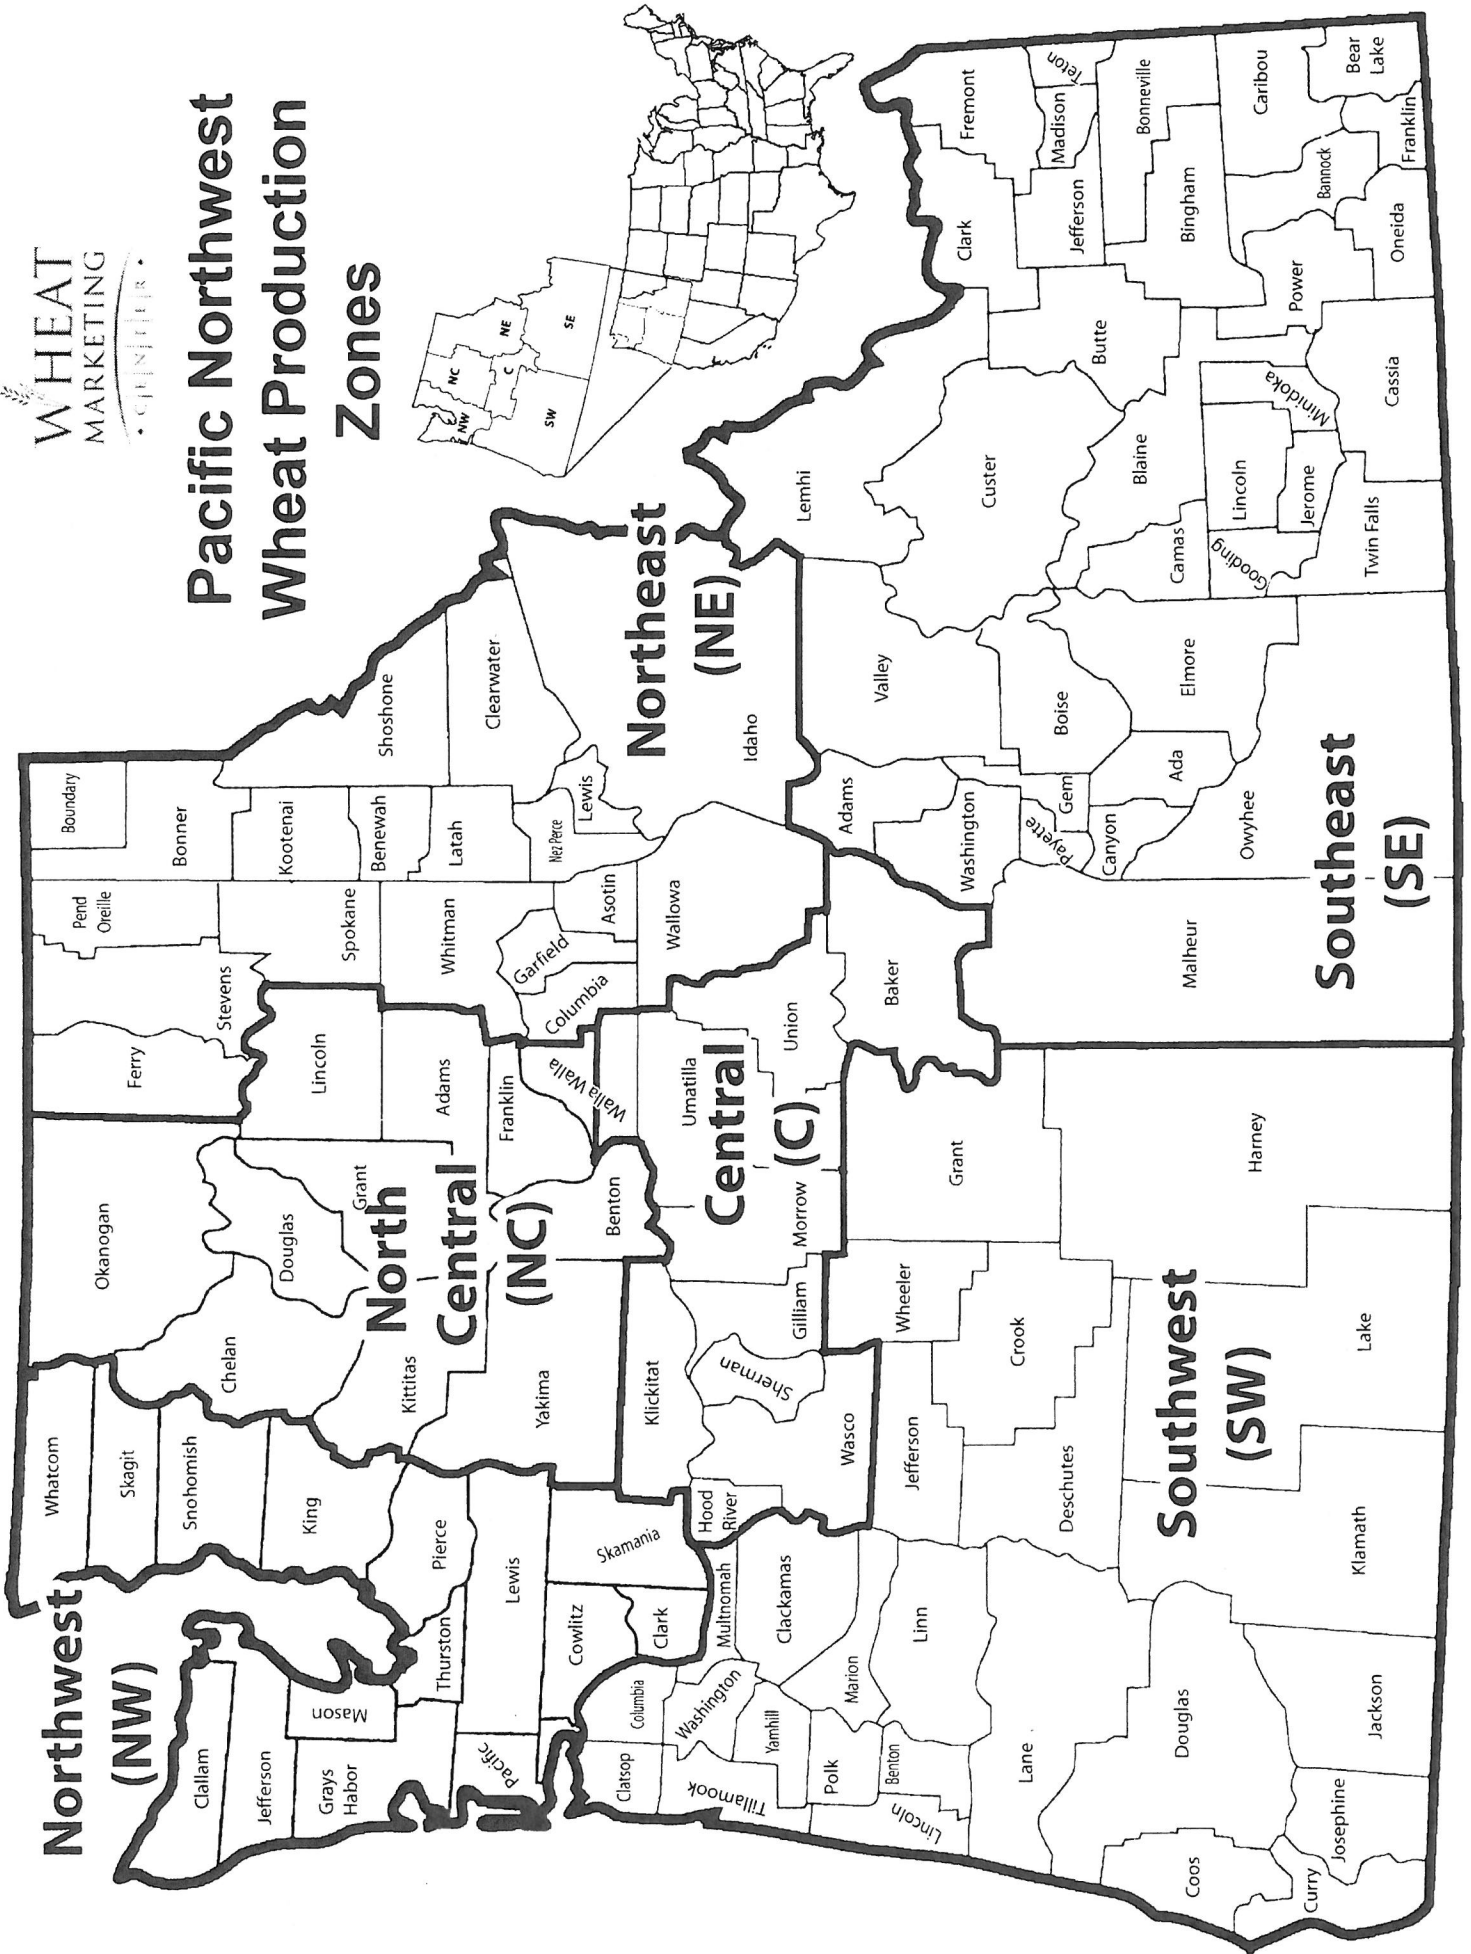 WHEAT
MARKETING
• CENTER •
Pacific Northwest
Wheat Production
Zones
NW
NC
NE
C
SW
SE
Northwest
(NW)
Whatcom
Skagit
Snohomish
King
Pierce
Thurston
Lewis
Skamania
Cowlitz
Clark
Clallam
Jefferson
Mason
Grays
Habor
Pacific
North
Central
(NC)
Okanogan
Chelan
Douglas
Grant
Kittitas
Yakima
Lincoln
Adams
Franklin
Benton
Walla Walla
Northeast
(NE)
Ferry
Stevens
Pend
Oreille
Spokane
Whitman
Garfield
Columbia
Asotin
Wallowa
Boundary
Bonner
Kootenai
Benewah
Latah
Nez Perce
Lewis
Shoshone
Clearwater
Idaho
Central
(C)
Klickitat
Hood
River
Wasco
Sherman
Gilliam
Morrow
Umatilla
Union
Baker
Southwest
(SW)
Clatsop
Columbia
Tillamook
Washington
Multnomah
Yamhill
Clackamas
Polk
Marion
Lincoln
Benton
Linn
Lane
Douglas
Coos
Curry
Josephine
Jackson
Klamath
Lake
Harney
Grant
Wheeler
Crook
Jefferson
Deschutes
Southeast
(SE)
Malheur
Adams
Washington
Payette
Gem
Canyon
Ada
Owyhee
Valley
Boise
Elmore
Lemhi
Custer
Blaine
Camas
Gooding
Lincoln
Jerome
Minidoka
Twin Falls
Cassia
Butte
Clark
Fremont
Teton
Madison
Jefferson
Bonneville
Bingham
Caribou
Bear
Lake
Bannock
Franklin
Power
Oneida